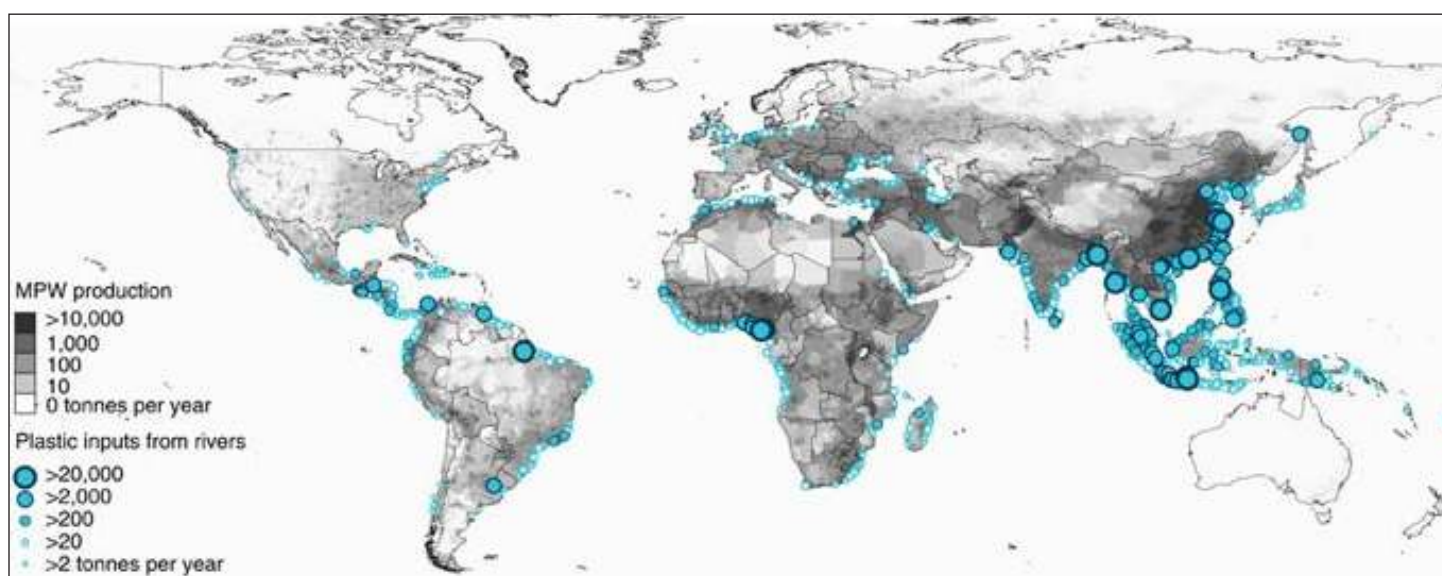 MPW production
>10,000
1,000
100
10
0 tonnes per year
Plastic inputs from rivers
>20,000
>2,000
>200
>20
>2 tonnes per year